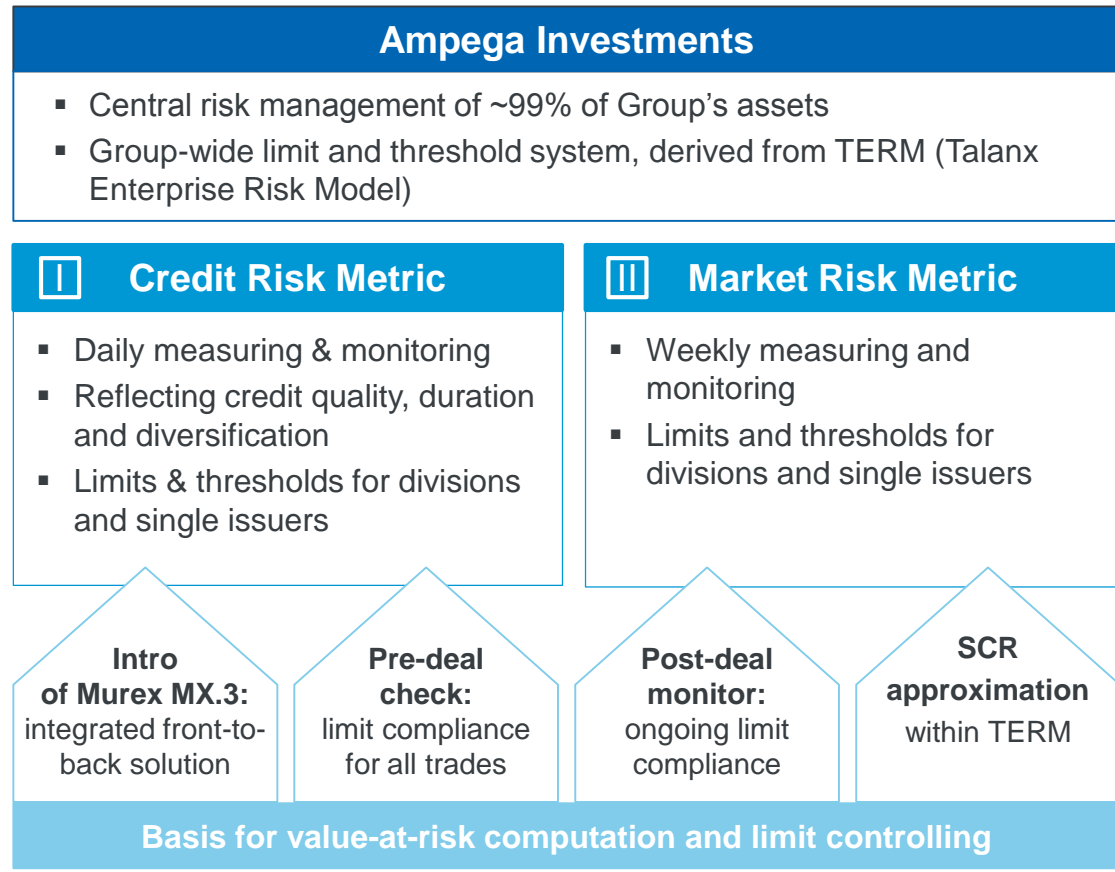 Ampega Investments
▪ Central risk management of ~99% of Group's assets
▪ Group-wide limit and threshold system, derived from TERM (Talanx
Enterprise Risk Model)
I Credit Risk Metric
▪ Daily measuring & monitoring
▪ Reflecting credit quality, duration
and diversification
▪ Limits & thresholds for divisions
and single issuers
II Market Risk Metric
▪ Weekly measuring and
monitoring
▪ Limits and thresholds for
divisions and single issuers
Intro
of Murex MX.3:
integrated front-to-
back solution
Pre-deal
check:
limit compliance
for all trades
Post-deal
monitor:
ongoing limit
compliance
SCR
approximation
within TERM
Basis for value-at-risk computation and limit controlling